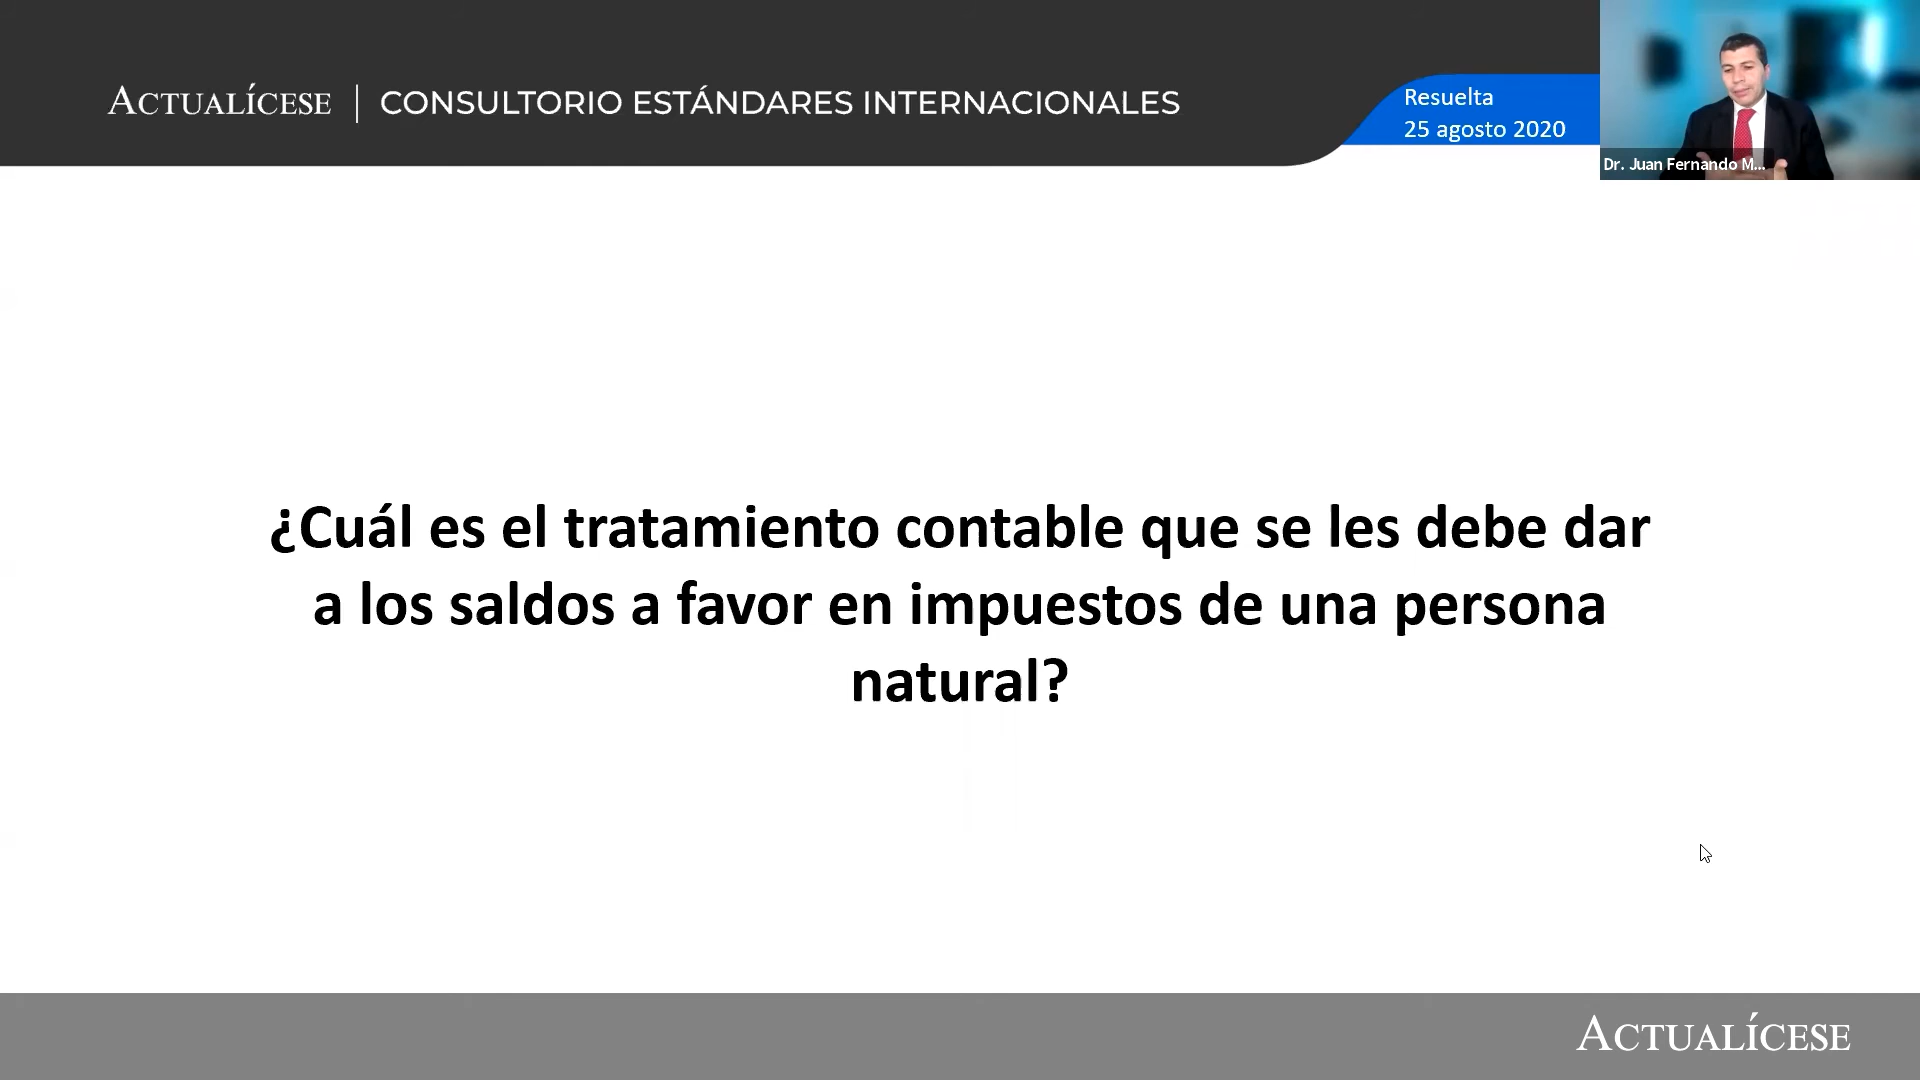 ACTUALÍCESE | CONSULTORIO ESTÁNDARES INTERNACIONALES
Resuelta
25 agosto 2020
Dr. Juan Fernando M...
¿Cuál es el tratamiento contable que se les debe dar
a los saldos a favor en impuestos de una persona
natural?
ACTUALÍCESE